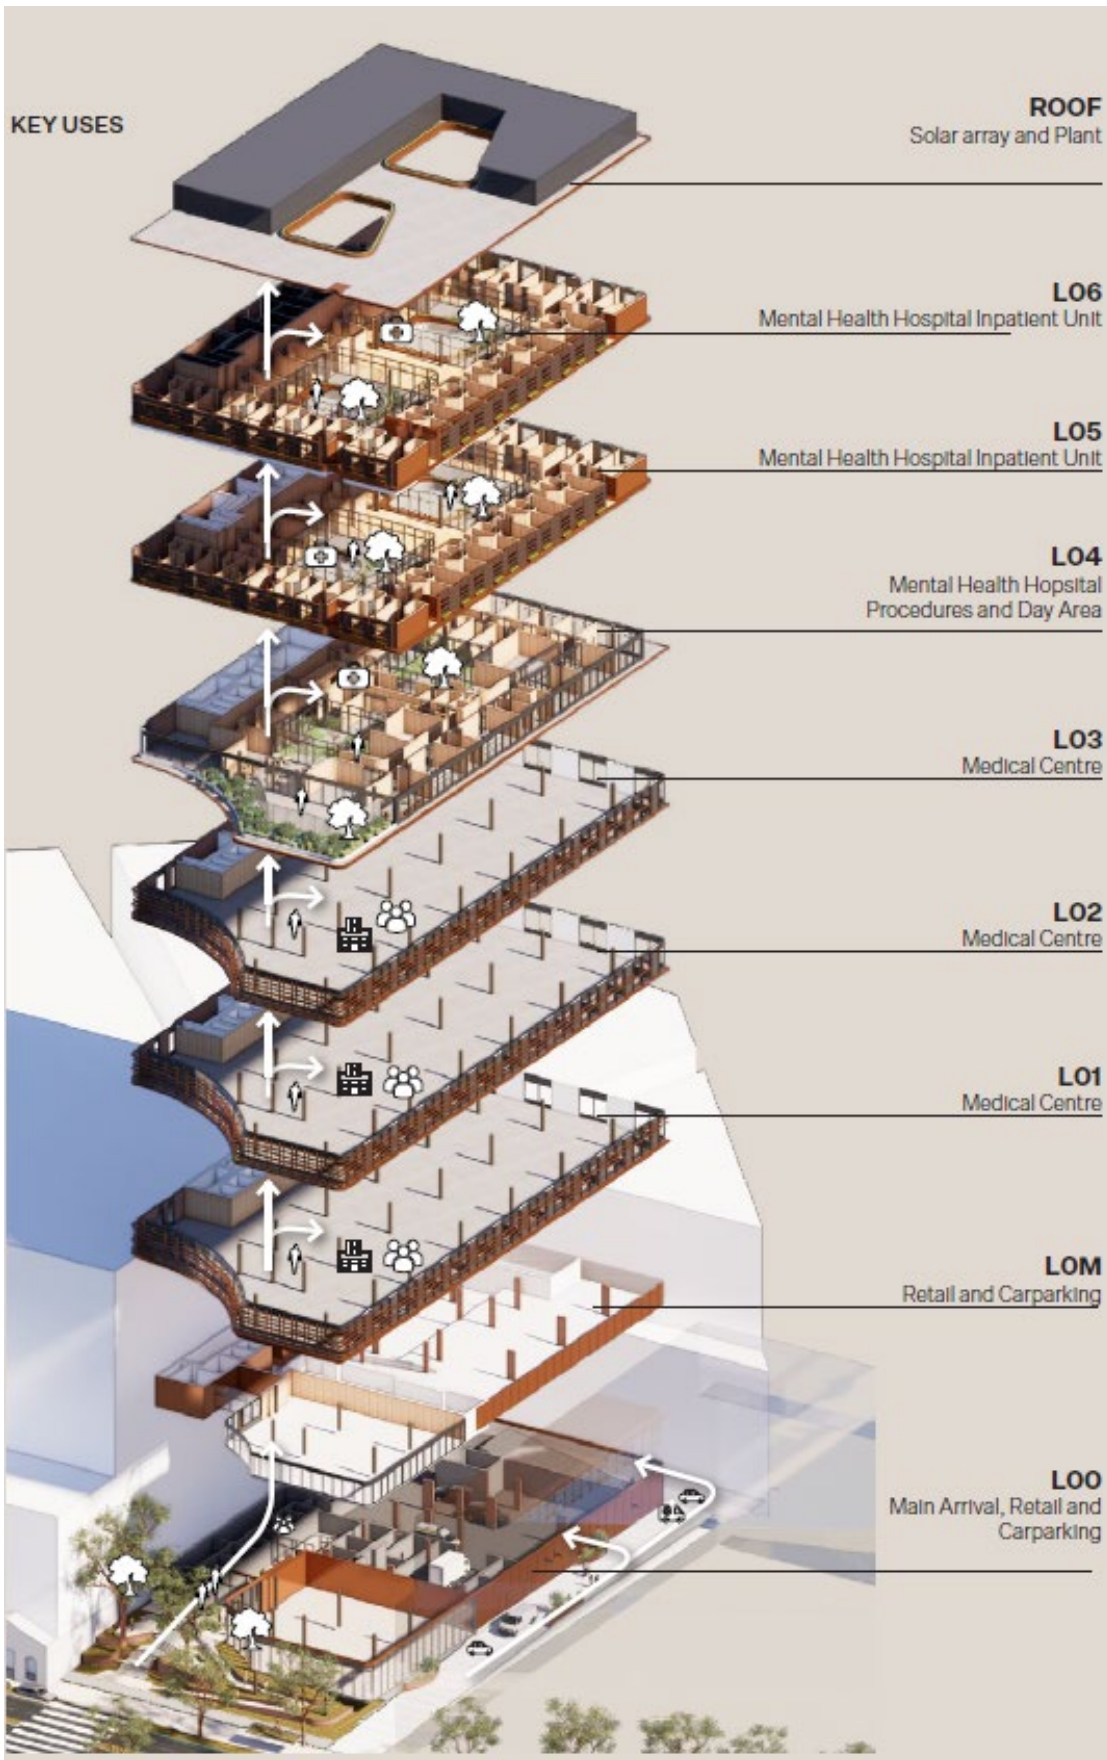 KEY USES
ROOF
Solar array and Plant
L06
Mental Health Hospital Inpatient Unit
L05
Mental Health Hospital Inpatient Unit
L04
Mental Health Hopsital
Procedures and Day Area
L03
Medical Centre
L02
Medical Centre
L01
Medical Centre
L0M
Retail and Carparking
L00
Main Arrival, Retail and
Carparking